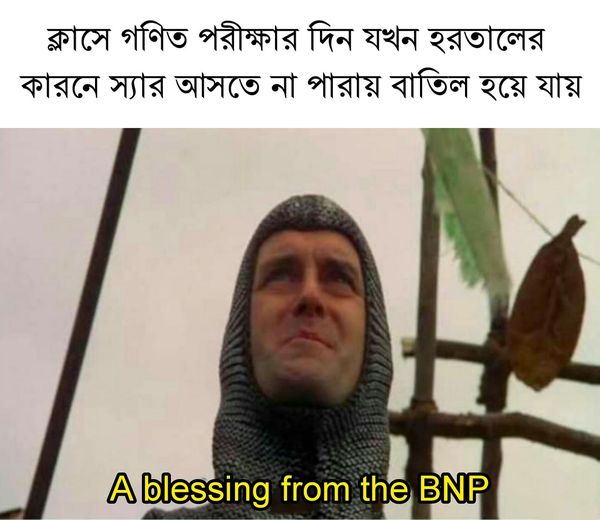 ক্লাসে গণিত পরীক্ষার দিন যখন হরতালের
কারনে স্যার আসতে না পারায় বাতিল হয়ে যায়
A blessing from the BNP